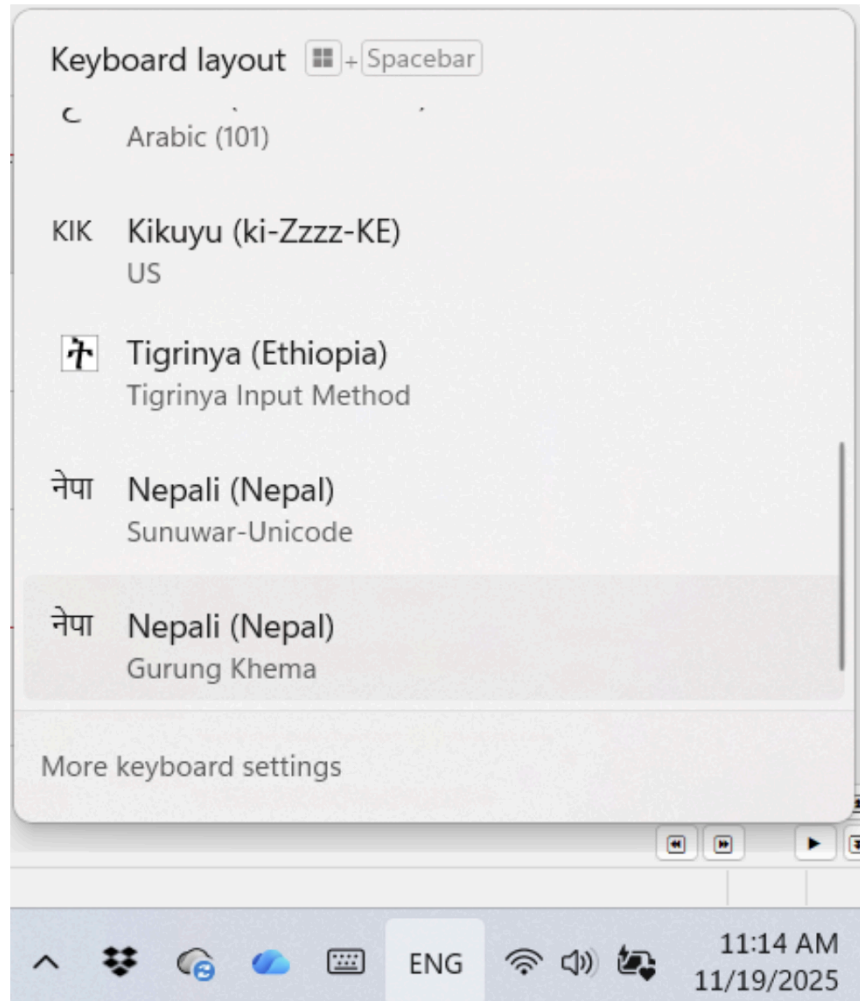 Keyboard layout + Spacebar
Arabic (101)
KIK Kikuyu (ki-Zzzz-KE)
US
ት Tigrinya (Ethiopia)
Tigrinya Input Method
नेपा Nepali (Nepal)
Sunuwar-Unicode
नेपा Nepali (Nepal)
Gurung Khema
More keyboard settings
ENG
11:14 AM
11/19/2025